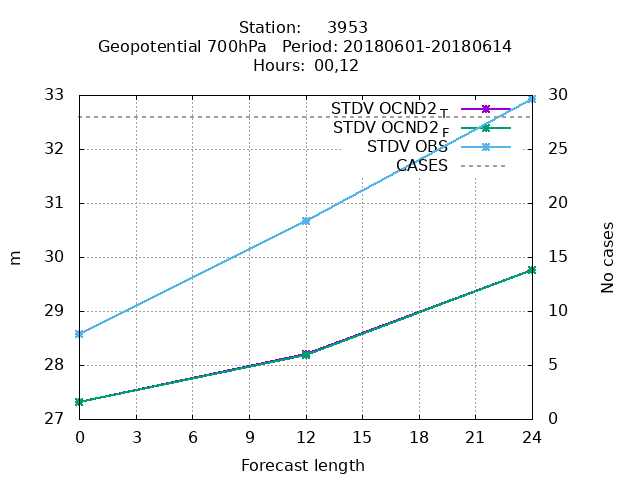 Station: 3953
Geopotential 700hPa Period: 20180601-20180614
Hours: 00,12
33 30
STDV OCND2 T
STDV OCND2 F
STDV OBS
CASES
32 25
31 20
30 15
m
No cases
29 10
28 5
27 0
0 3 6 9 12 15 18 21 24
Forecast length